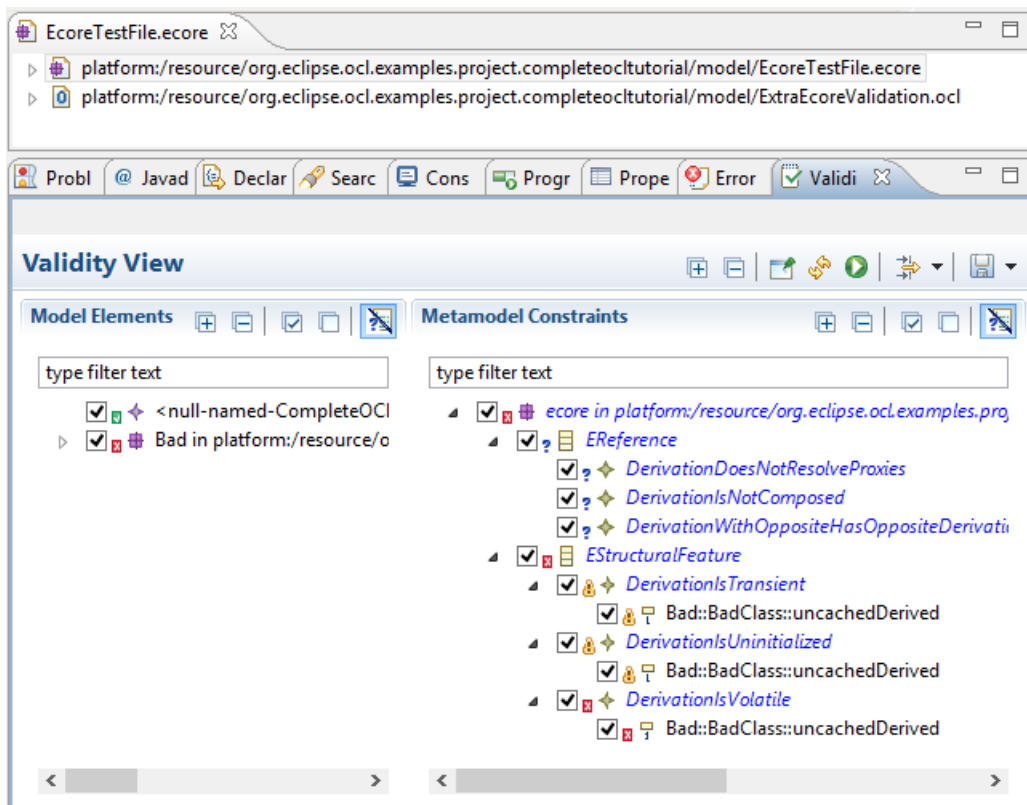 EcoreTestFile.ecore
platform:/resource/org.eclipse.ocl.examples.project.completeocltutorial/model/EcoreTestFile.ecore
platform:/resource/org.eclipse.ocl.examples.project.completeocltutorial/model/ExtraEcoreValidation.ocl
Probl @ Javad Declar Searc Cons Progr Prope Error Validi
Validity View
Model Elements
type filter text
<null-named-CompleteOCl
Bad in platform:/resource/o
Metamodel Constraints
type filter text
ecore in platform:/resource/org.eclipse.ocl.examples.proj
EReference
DerivationDoesNotResolveProxies
DerivationIsNotComposed
DerivationWithOppositeHasOppositeDerivati
EStructuralFeature
DerivationIsTransient
Bad::BadClass::uncachedDerived
DerivationIsUninitialized
Bad::BadClass::uncachedDerived
DerivationIsVolatile
Bad::BadClass::uncachedDerived